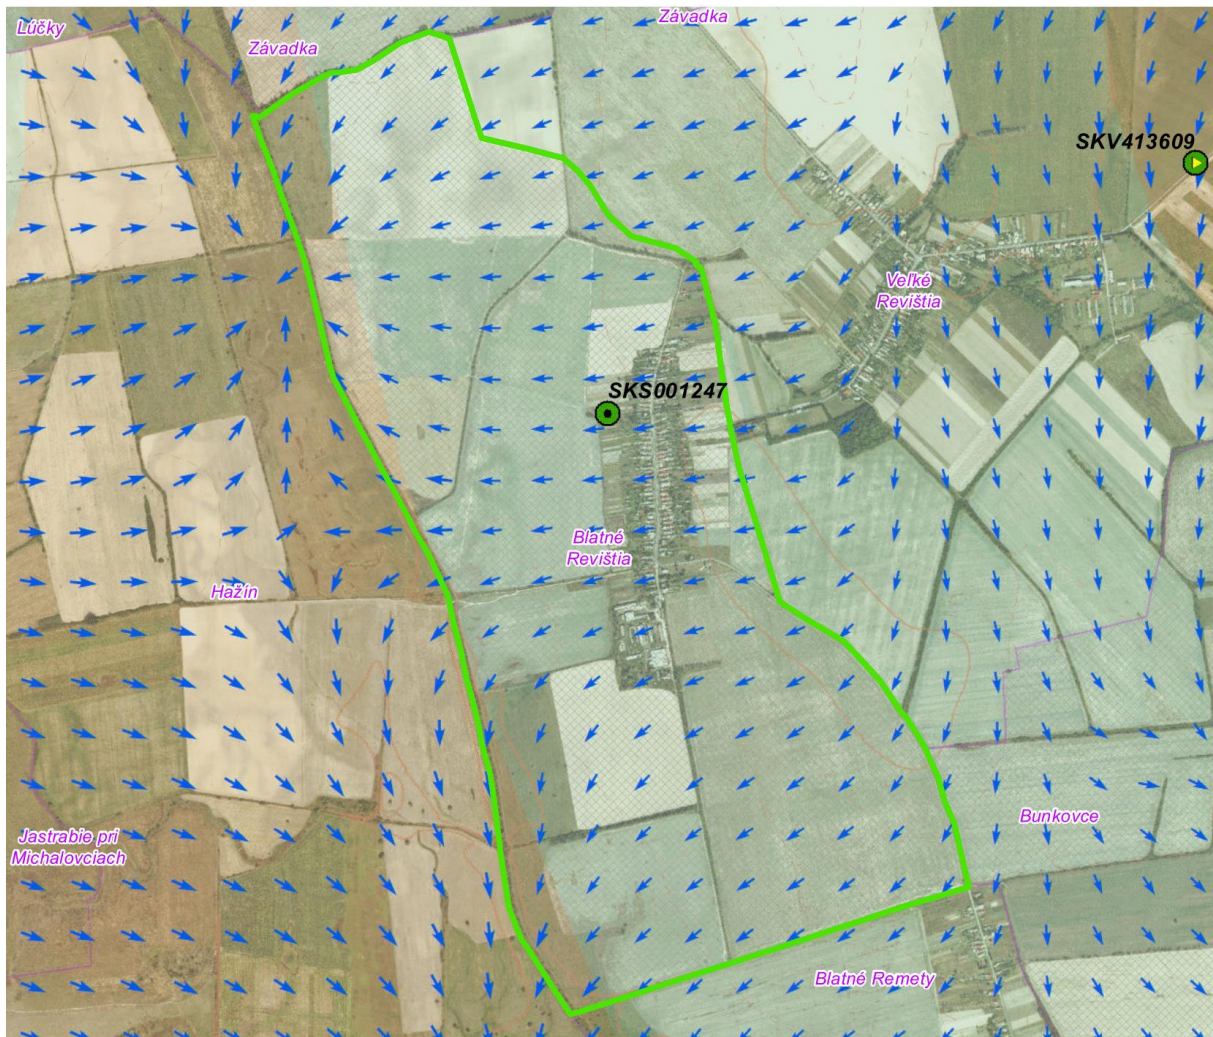 Lúčky
Závadka
Závadka
SKV413609
Veľké
Revištia
SKS001247
Blatné
Revištia
Hažín
Bunkovce
Jastrabie pri
Michalovciach
Blatné Remety